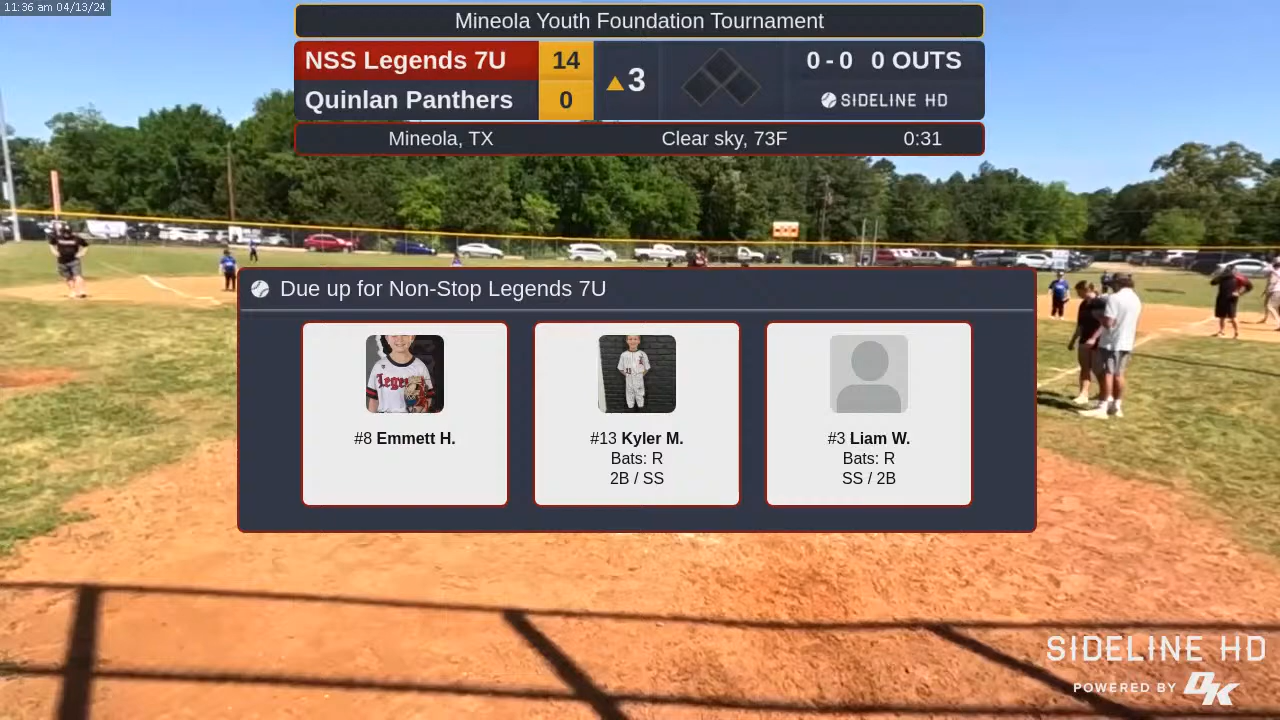 11:36 am 04/13/24
Mineola Youth Foundation Tournament
NSS Legends 7U 14
Quinlan Panthers 0
▲3
0 - 0 0 OUTS
SIDELINE HD
Mineola, TX Clear sky, 73F 0:31
Due up for Non-Stop Legends 7U
Legen
#8 Emmett H.
#13 Kyler M.
Bats: R
2B / SS
#3 Liam W.
Bats: R
SS / 2B
SIDELINE HD
POWERED BY DK